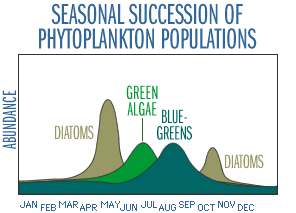 SEASONAL SUCCESSION OF
PHYTOPLANKTON POPULATIONS
ABUNDANCE
GREEN
ALGAE
BLUE-
GREENS
DIATOMS
DIATOMS
JAN FEB MAR APR MAY JUN JUL AUG SEP OCT NOV DEC